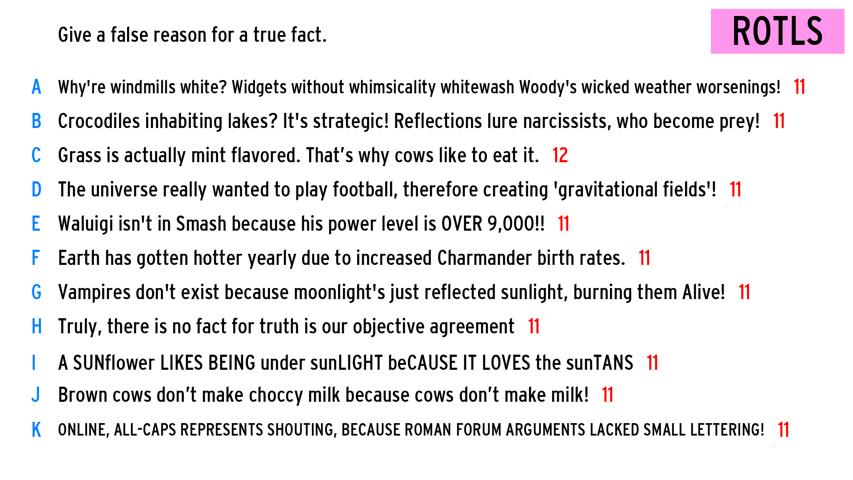 Give a false reason for a true fact.
ROTLS
A Why're windmills white? Widgets without whimsicality whitewash Woody's wicked weather worsenings! 11
B Crocodiles inhabiting lakes? It's strategic! Reflections lure narcissists, who become prey! 11
C Grass is actually mint flavored. That’s why cows like to eat it. 12
D The universe really wanted to play football, therefore creating 'gravitational fields'! 11
E Waluigi isn't in Smash because his power level is OVER 9,000!! 11
F Earth has gotten hotter yearly due to increased Charmander birth rates. 11
G Vampires don't exist because moonlight's just reflected sunlight, burning them Alive! 11
H Truly, there is no fact for truth is our objective agreement 11
I A SUNflower LIKES BEING under sunLIGHT beCAUSE IT LOVES the sunTANS 11
J Brown cows don’t make choccy milk because cows don’t make milk! 11
K ONLINE, ALL-CAPS REPRESENTS SHOUTING, BECAUSE ROMAN FORUM ARGUMENTS LACKED SMALL LETTERING! 11